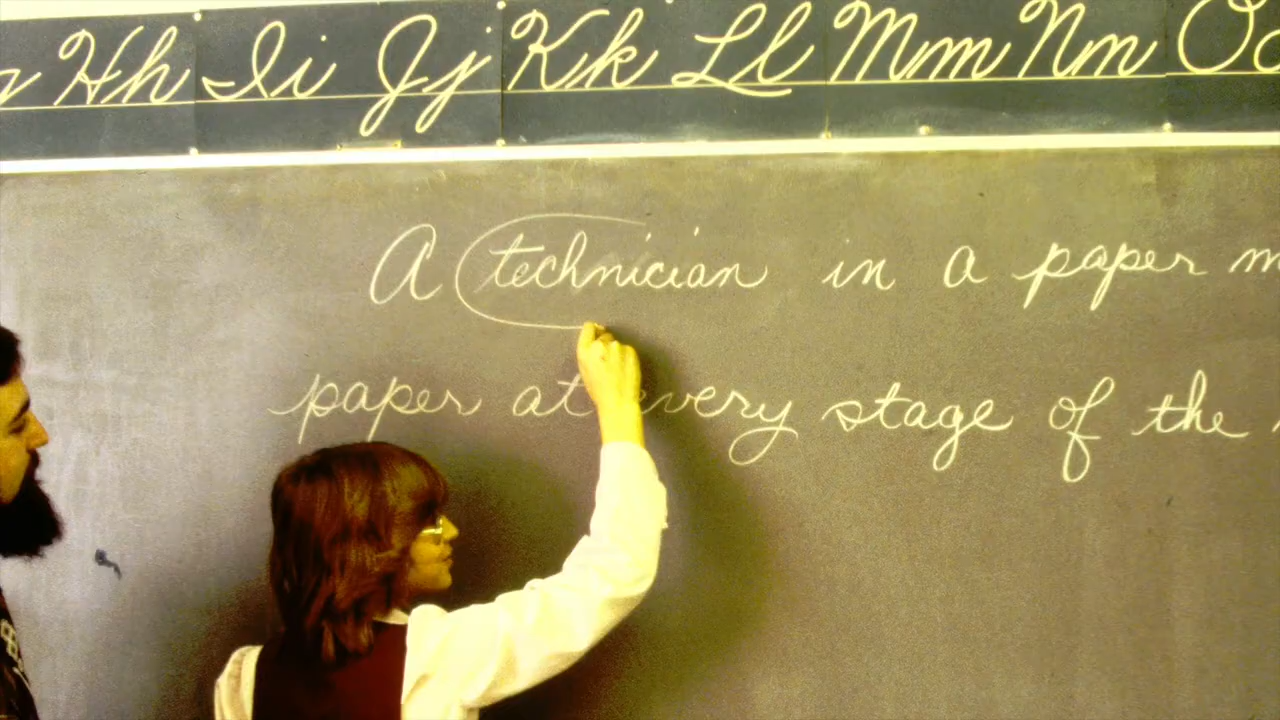 Hh Ii Jj Kk Ll Mm Nn
A technician in a paper
paper at every stage of the